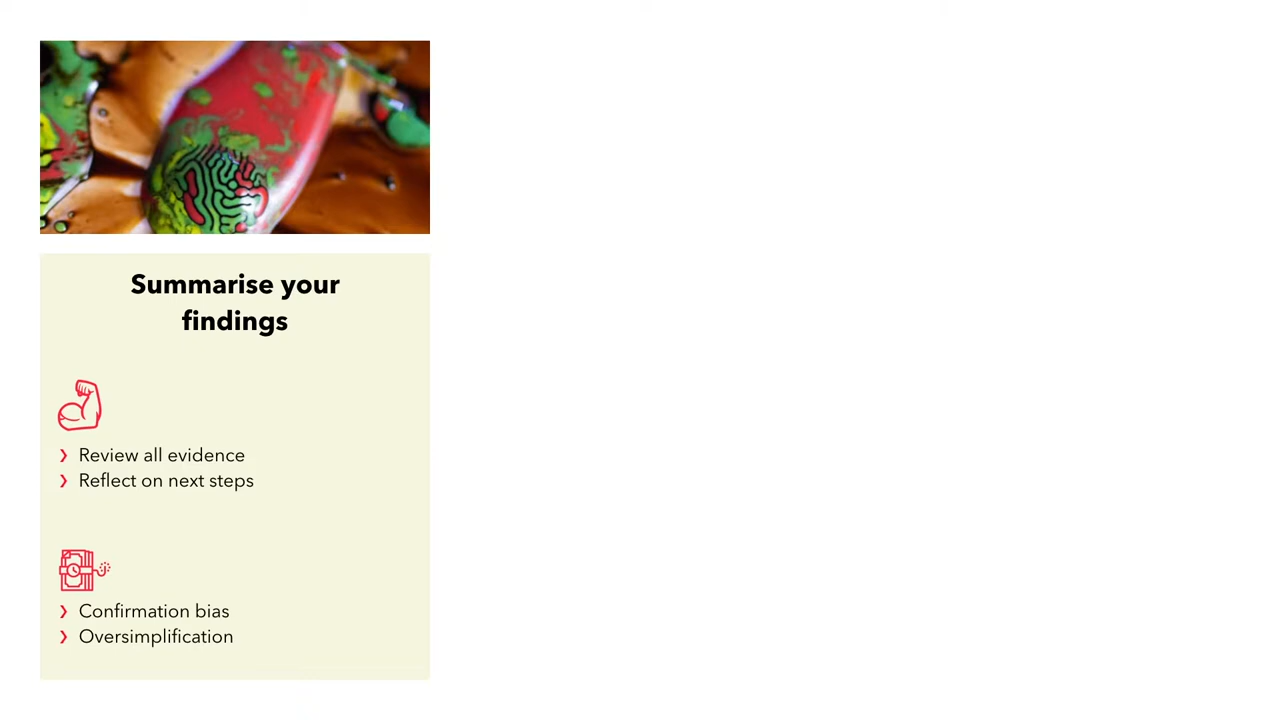 Summarise your
findings
❯ Review all evidence
❯ Reflect on next steps
❯ Confirmation bias
❯ Oversimplification